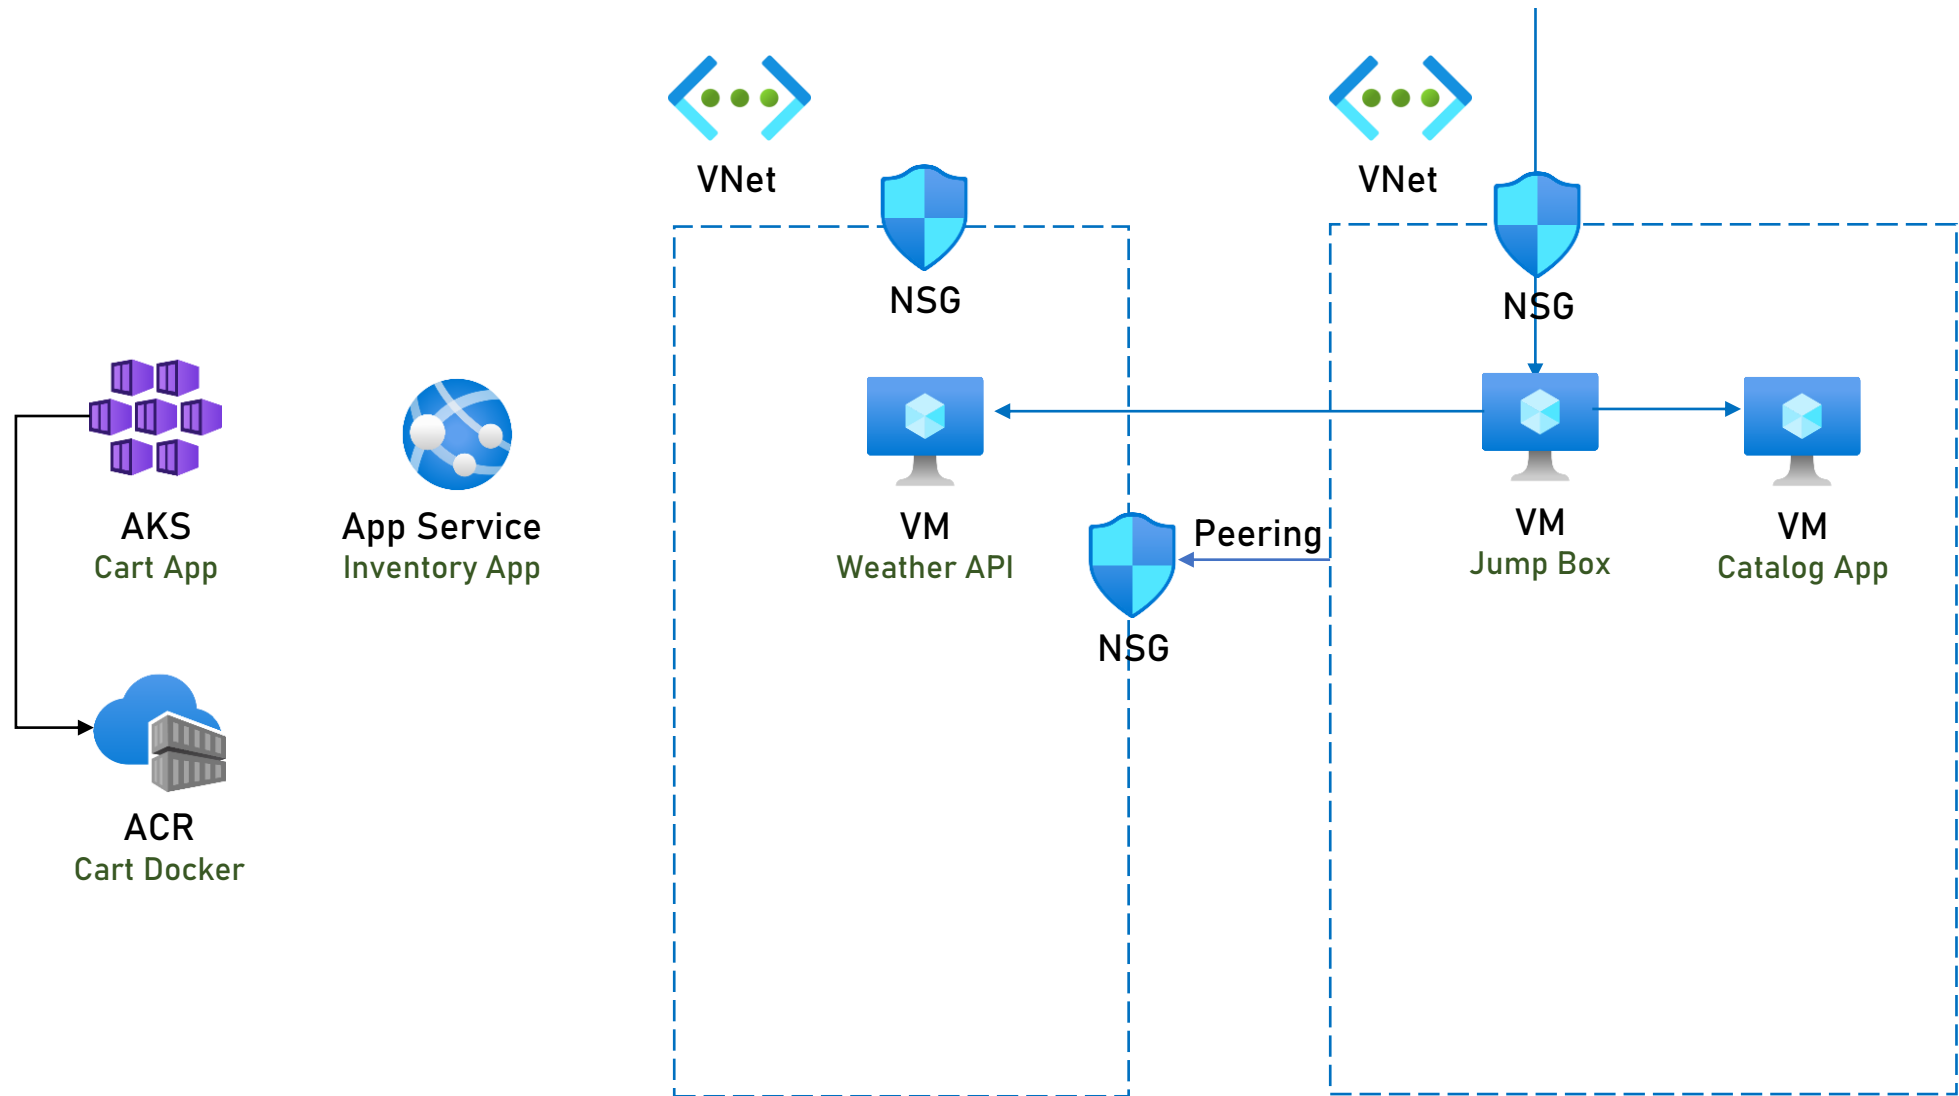 VNet
VNet
NSG
NSG
AKS
Cart App
App Service
Inventory App
VM
Weather API
Peering
VM
Jump Box
VM
Catalog App
NSG
ACR
Cart Docker